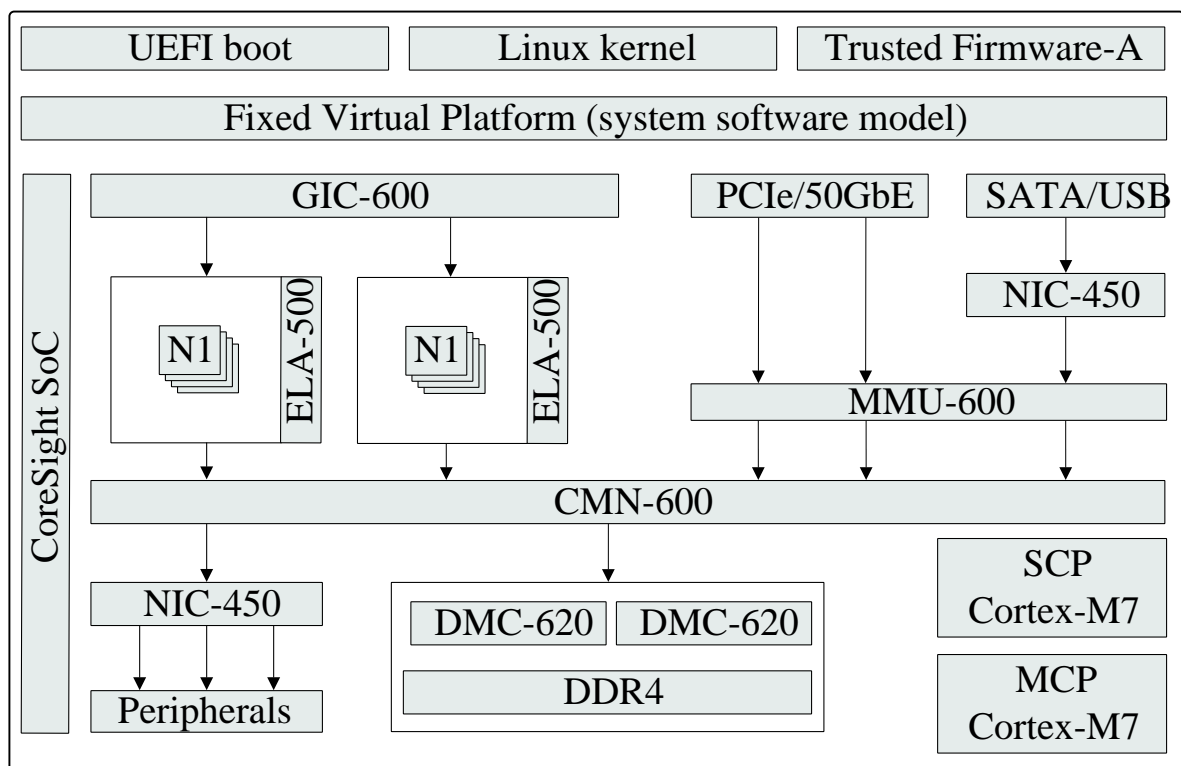 UEFI boot
Linux kernel
Trusted Firmware-A
Fixed Virtual Platform (system software model)
CoreSight SoC
GIC-600
PCIe/50GbE
SATA/USB
N1
ELA-500
N1
ELA-500
NIC-450
MMU-600
CMN-600
NIC-450
Peripherals
DMC-620
DMC-620
DDR4
SCP
Cortex-M7
MCP
Cortex-M7